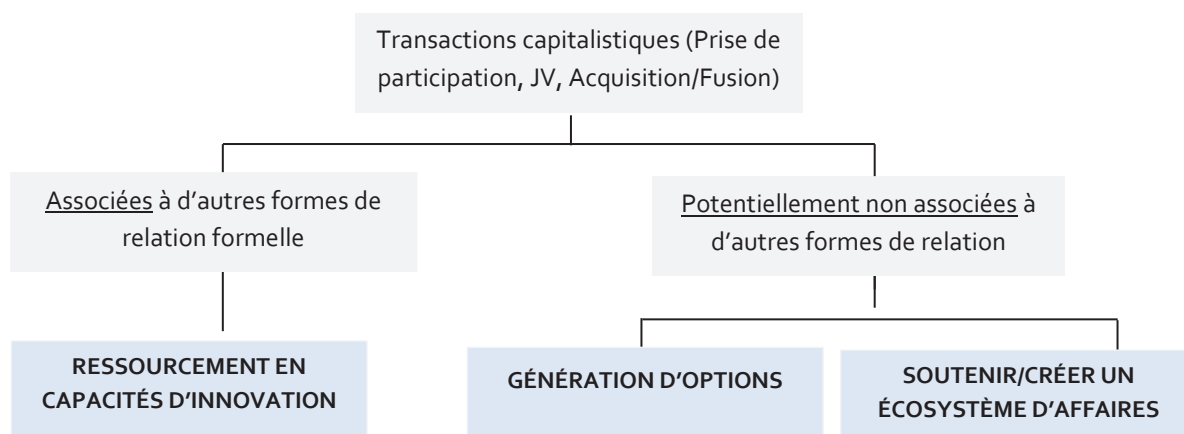 Transactions capitalistiques (Prise de
participation, JV, Acquisition/Fusion)
Associées à d'autres formes de
relation formelle
Potentiellement non associées à
d'autres formes de relation
RESSOURCEMENT EN
CAPACITÉS D'INNOVATION
GÉNÉRATION D'OPTIONS
SOUTENIR/CRÉER UN
ÉCOSYSTÈME D'AFFAIRES